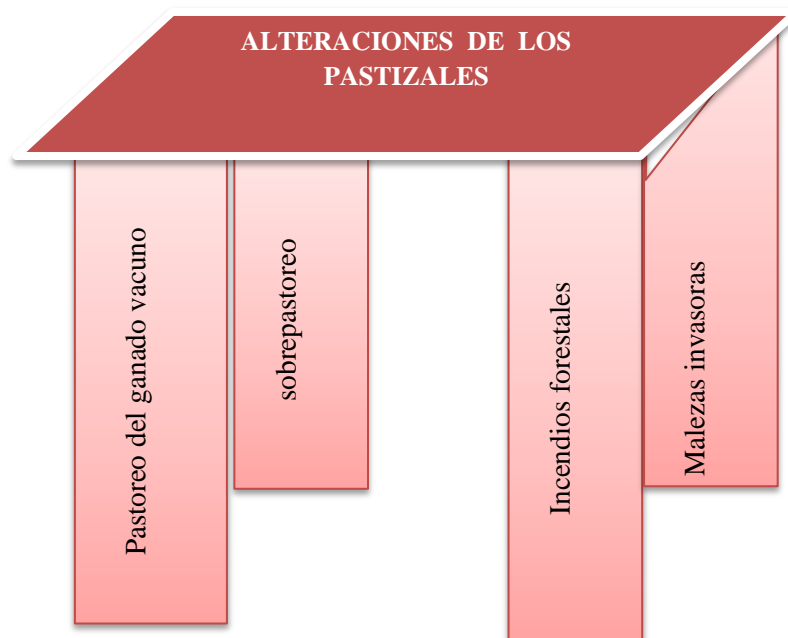 ALTERACIONES DE LOS
PASTIZALES
Pastoreo del ganado vacuno
sobrepastoreo
Incendios forestales
Malezas invasoras